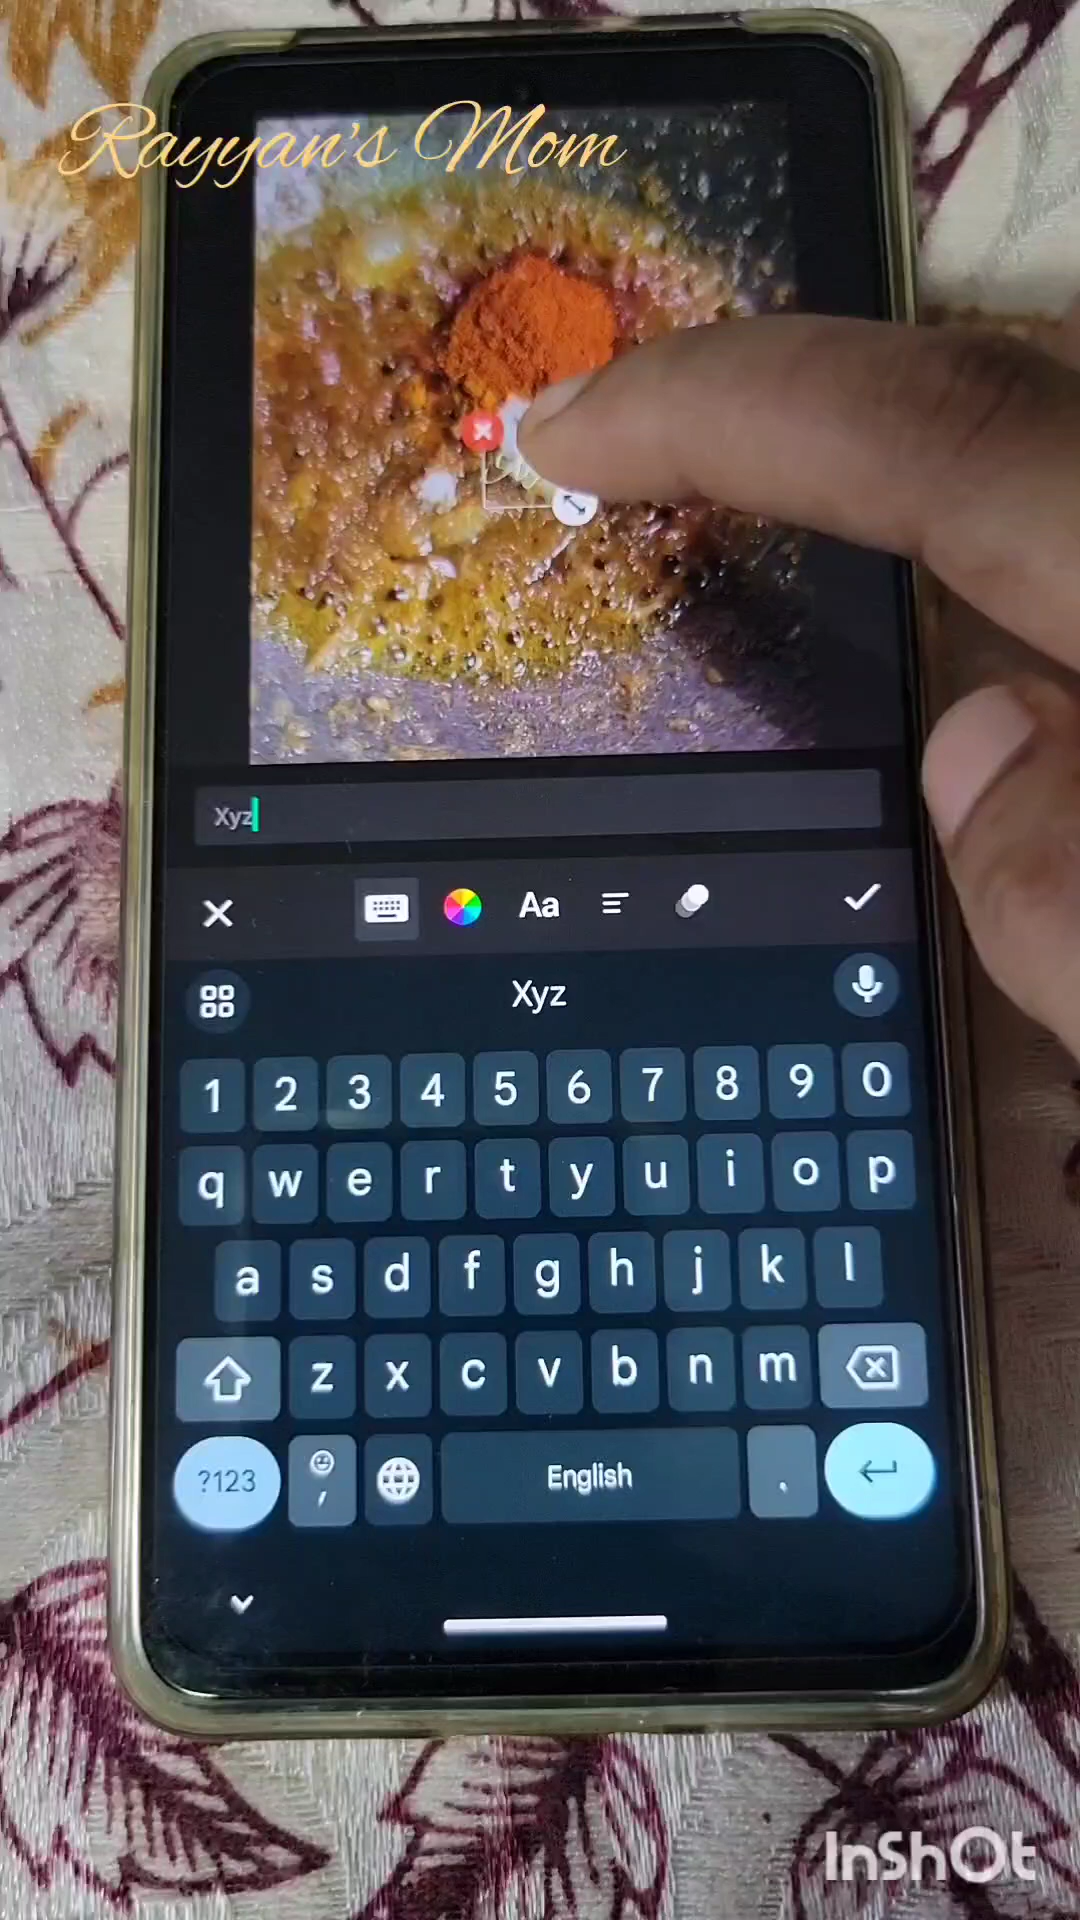 Rayyan's Mom
Xyz
Aa
Xyz
1 2 3 4 5 6 7 8 9 0
q w e r t y u i o p
a s d f g h j k l
z x c v b n m
?123 , English .
InShOt